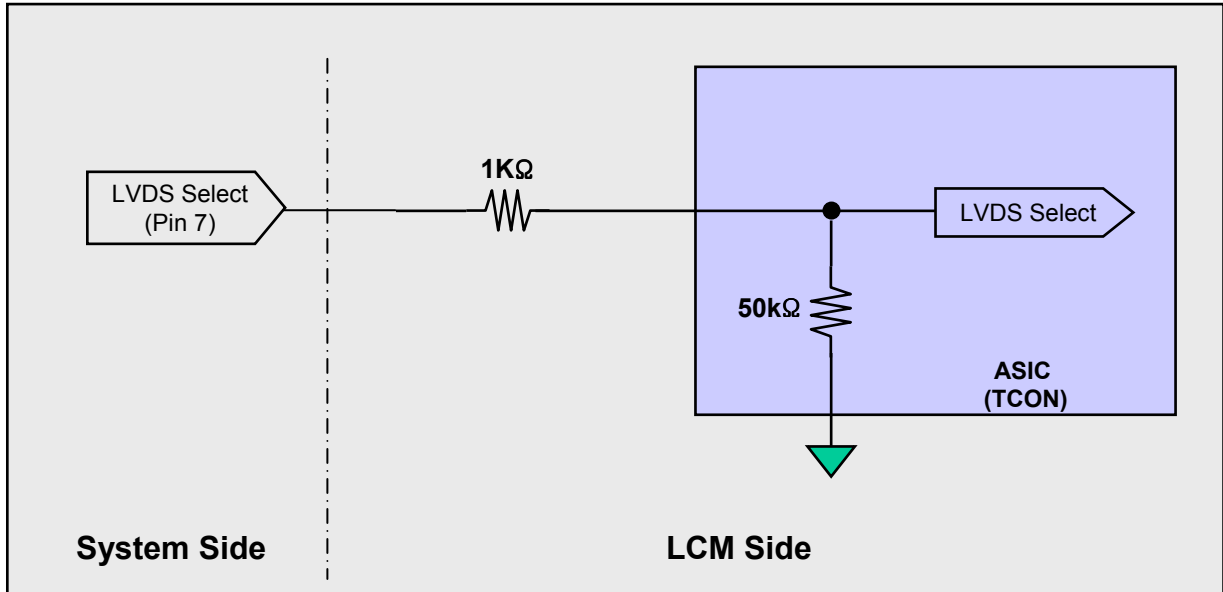 1KΩ
LVDS Select
(Pin 7)
LVDS Select
50kΩ
ASIC
(TCON)
System Side
LCM Side